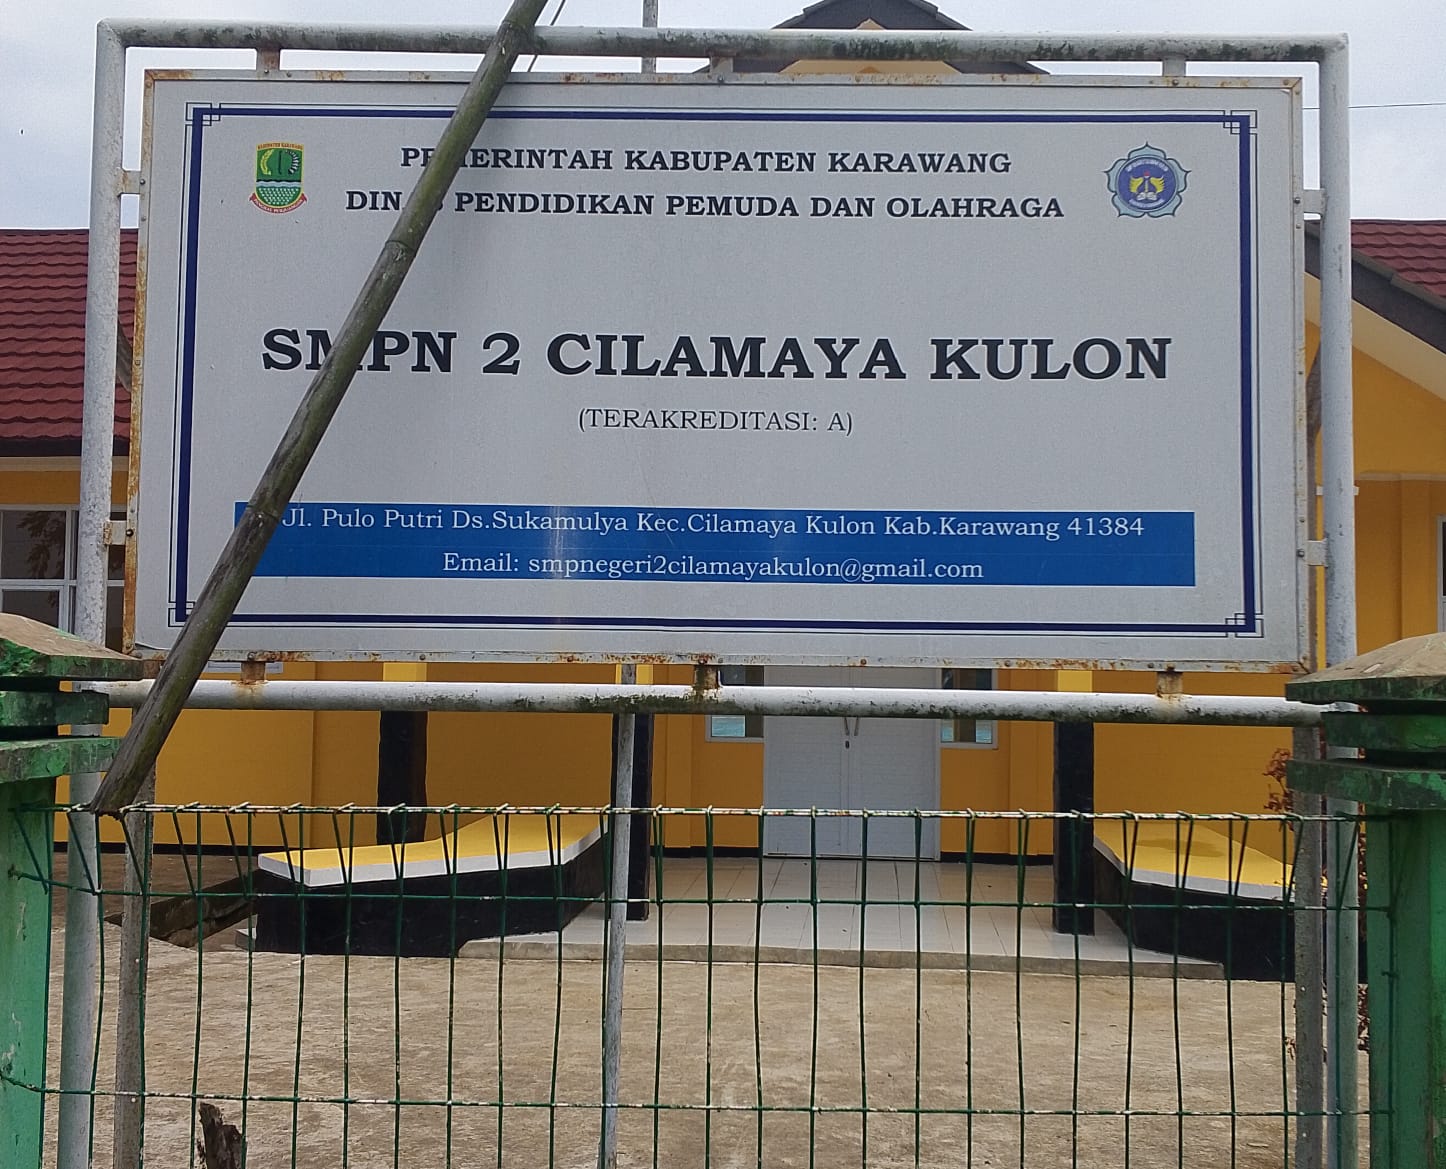 PEMERINTAH KABUPATEN KARAWANG
DINAS PENDIDIKAN PEMUDA DAN OLAHRAGA
SMPN 2 CILAMAYA KULON
(TERAKREDITASI: A)
Jl. Pulo Putri Ds.Sukamulya Kec.Cilamaya Kulon Kab.Karawang 41384
Email: smpnegeri2cilamayakulon@gmail.com